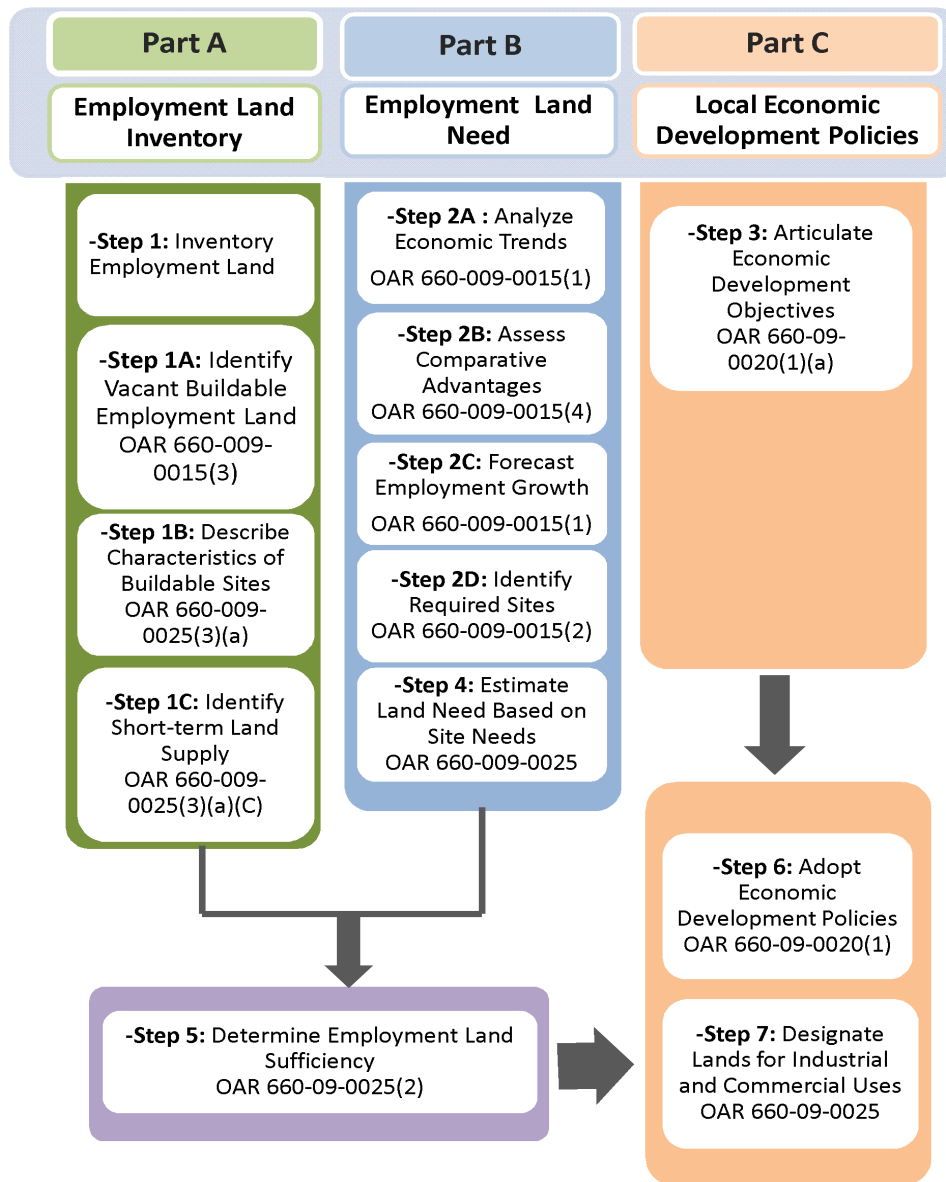 Part A
Employment Land
Inventory
-Step 1: Inventory
Employment Land
-Step 1A: Identify
Vacant Buildable
Employment Land
OAR 660-009-
0015(3)
-Step 1B: Describe
Characteristics of
Buildable Sites
OAR 660-009-
0025(3)(a)
-Step 1C: Identify
Short-term Land
Supply
OAR 660-009-
0025(3)(a)(C)
Part B
Employment Land
Need
-Step 2A : Analyze
Economic Trends
OAR 660-009-0015(1)
-Step 2B: Assess
Comparative
Advantages
OAR 660-009-0015(4)
-Step 2C: Forecast
Employment Growth
OAR 660-009-0015(1)
-Step 2D: Identify
Required Sites
OAR 660-009-0015(2)
-Step 4: Estimate
Land Need Based on
Site Needs
OAR 660-009-0025
Part C
Local Economic
Development Policies
-Step 3: Articulate
Economic
Development
Objectives
OAR 660-09-
0020(1)(a)
-Step 5: Determine Employment Land
Sufficiency
OAR 660-09-0025(2)
-Step 6: Adopt
Economic
Development Policies
OAR 660-09-0020(1)
-Step 7: Designate
Lands for Industrial
and Commercial Uses
OAR 660-09-0025